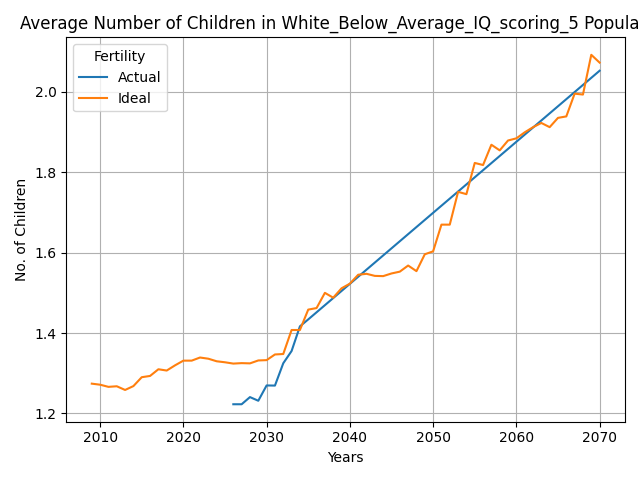 Average Number of Children in White_Below_Average_IQ_scoring_5 Popula
Fertility
Actual
Ideal
No. of Children
2.0
1.8
1.6
1.4
1.2
2010 2020 2030 2040 2050 2060 2070
Years